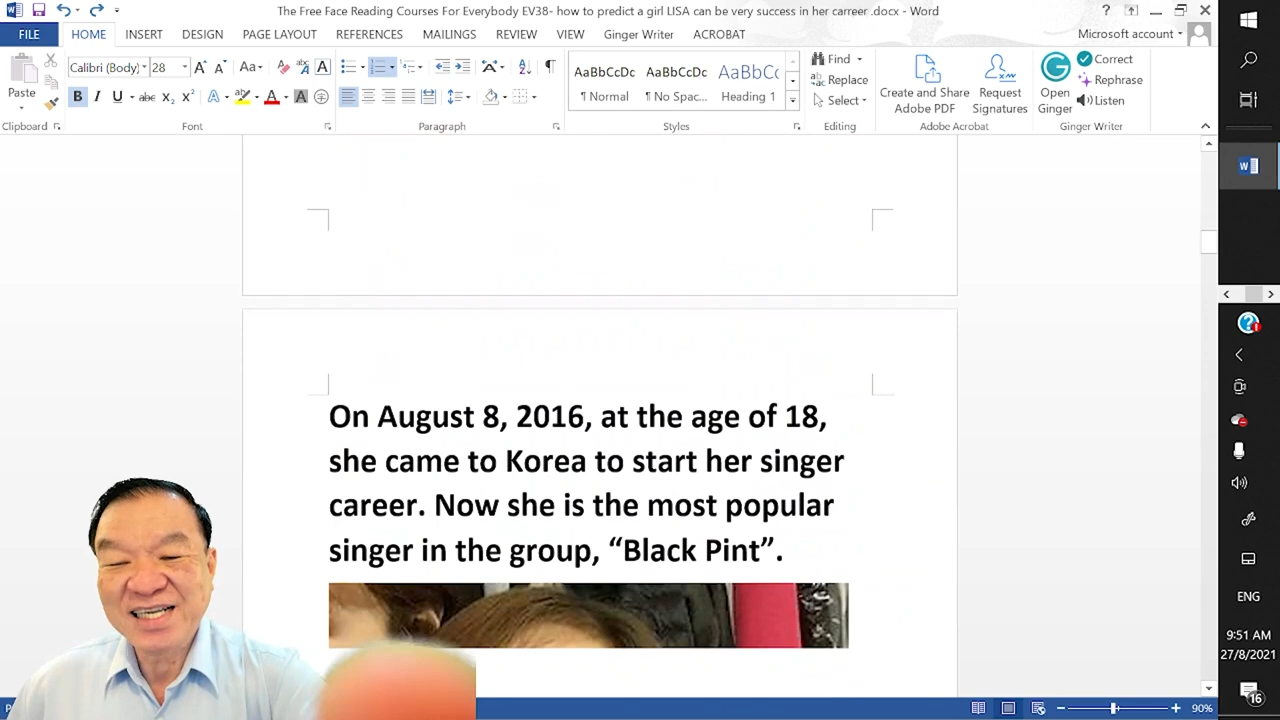 The Free Face Reading Courses For Everybody EV38- how to predict a girl LISA can be very success in her carreer .docx - Word
FILE HOME INSERT DESIGN PAGE LAYOUT REFERENCES MAILINGS REVIEW VIEW Ginger Writer ACROBAT Microsoft account
Calibri (Body) 28 Aa
Paste
B I U abc x₂ x² A A A
AaBbCcDc AaBbCcDc AaBbCc
¶ Normal ¶ No Spac... Heading 1
Find
Replace
Select
Create and Share
Adobe PDF
Request
Signatures
Open
Ginger
Correct
Rephrase
Listen
Clipboard Font Paragraph Styles Editing Adobe Acrobat Ginger Writer
On August 8, 2016, at the age of 18,
she came to Korea to start her singer
career. Now she is the most popular
singer in the group, “Black Pint”.
ENG
9:51 AM
27/8/2021
16
90%